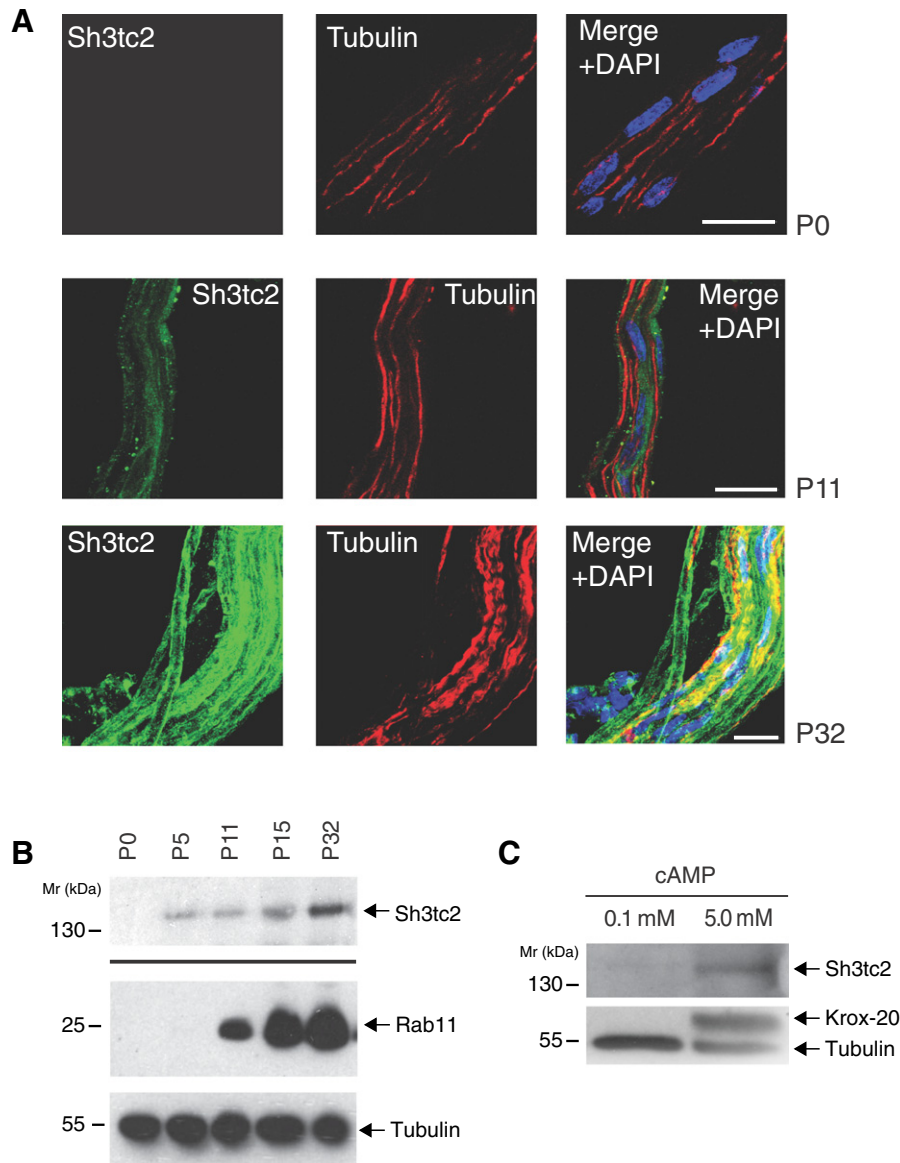 A
Sh3tc2
Tubulin
Merge
+DAPI
P0
Sh3tc2
Tubulin
Merge
+DAPI
P11
Sh3tc2
Tubulin
Merge
+DAPI
P32
B
P0
P5
P11
P15
P32
Mr (kDa)
130
Sh3tc2
25
Rab11
55
Tubulin
C
cAMP
0.1 mM
5.0 mM
Mr (kDa)
130
Sh3tc2
Krox-20
55
Tubulin